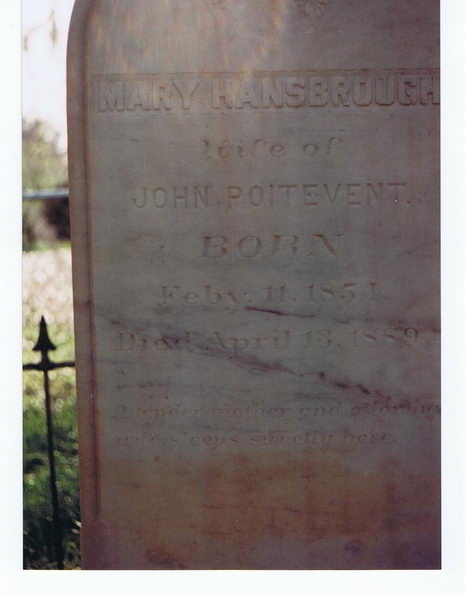 MARY HANSBROUGH
Wife of
JOHN POITEVENT.
BORN
Feby. 11, 1854.
Died April 13, 1889.
A tender mother and adoring
wife sleeps sweetly here.